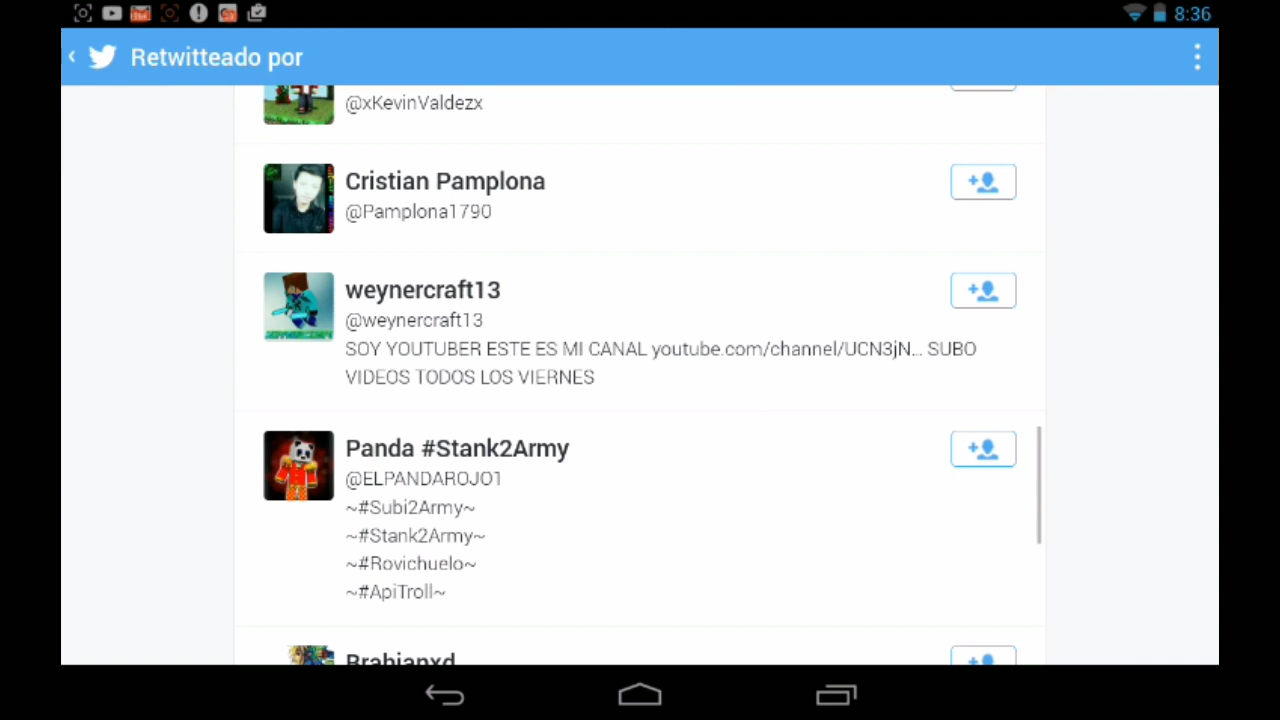 8:36
Retwitteado por
@xKevinValdezx
Cristian Pamplona
@Pamplona1790
weynercraft13
@weynercraft13
SOY YOUTUBER ESTE ES MI CANAL youtube.com/channel/UCN3jN… SUBO
VIDEOS TODOS LOS VIERNES
Panda #Stank2Army
@ELPANDAROJO1
~#Subi2Army~
~#Stank2Army~
~#Rovichuelo~
~#ApiTroll~
Brahianxd